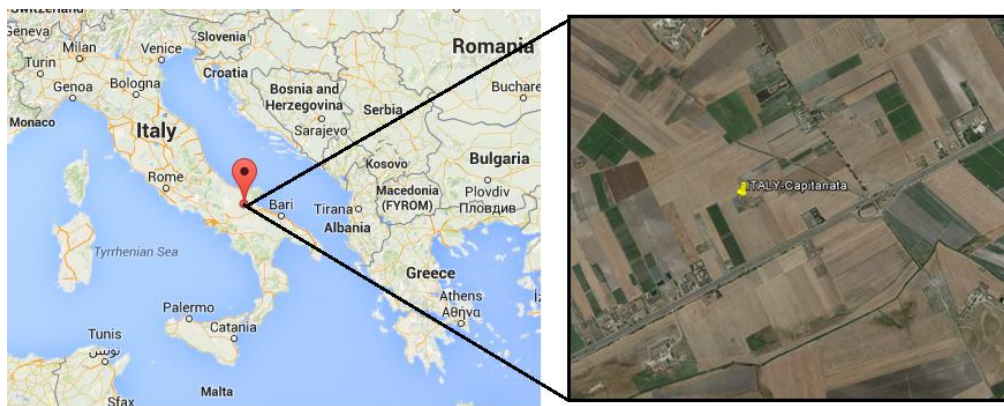 Switzerland
Geneva
Milan
Venice
Slovenia
Romania
Turin
Croatia
Genoa
Bologna
Bosnia and
Herzegovina
Buchare
Monaco
Serbia
Sarajevo
Italy
Kosovo
Bulgaria
Rome
Macedonia
(FYROM)
Plovdiv
Пловдив
Bari
Tirana
Albania
Tyrrhenian Sea
Greece
Palermo
Athens
Αθήνα
Catania
Tunis
تونس
Malta
Sfax
ITALY-Capitanata